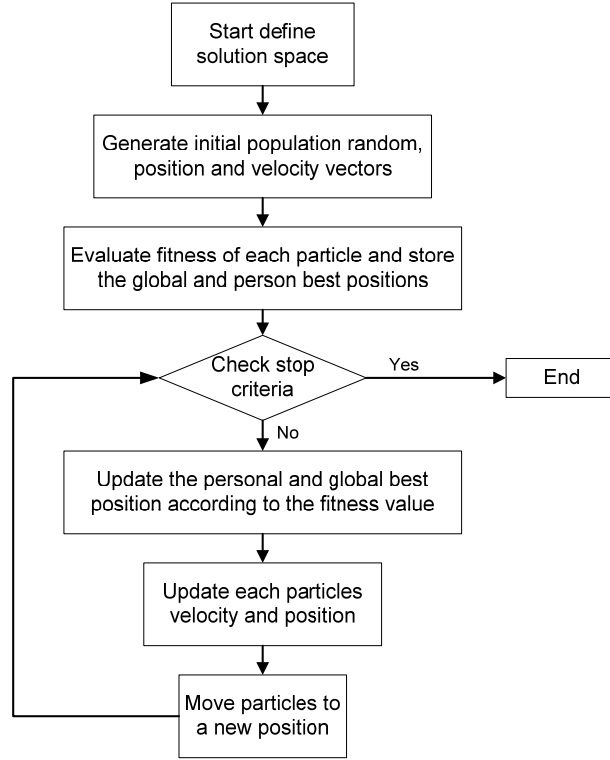 Start define
solution space
Generate initial population random,
position and velocity vectors
Evaluate fitness of each particle and store
the global and person best positions
Check stop
criteria
Yes
End
No
Update the personal and global best
position according to the fitness value
Update each particles
velocity and position
Move particles to
a new position